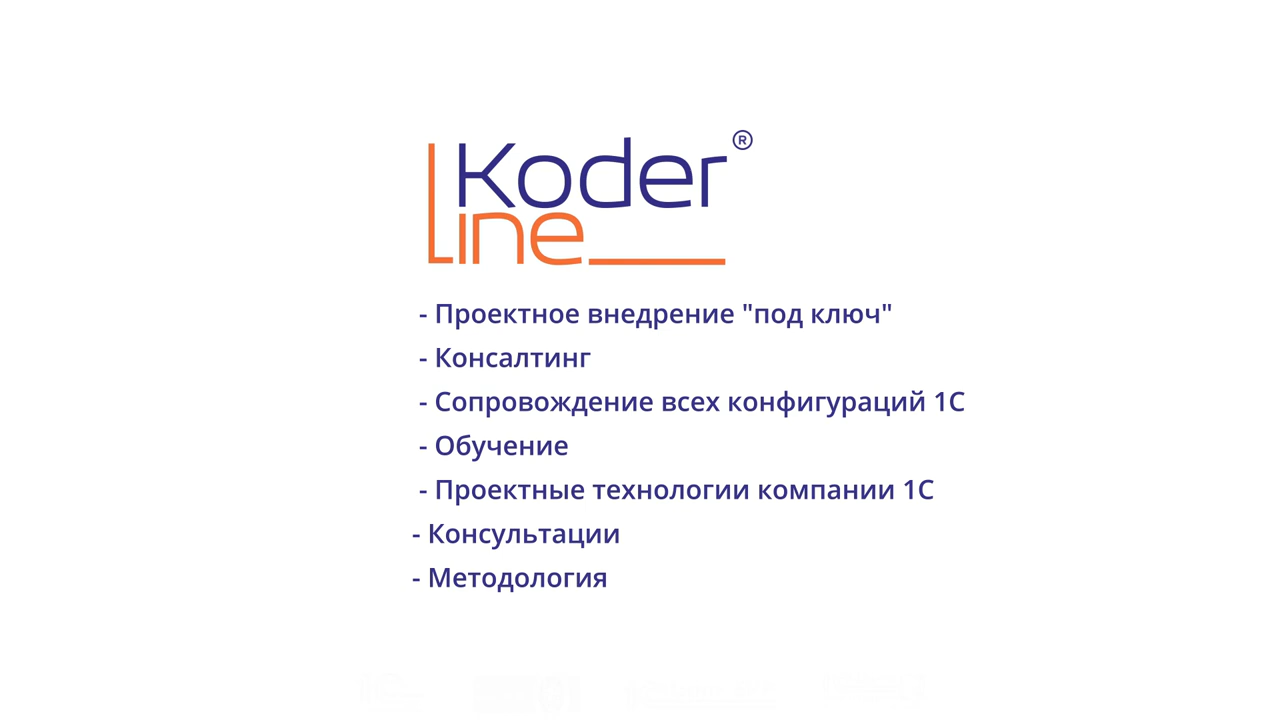 Koder®
Line
- Проектное внедрение "под ключ"
- Консалтинг
- Сопровождение всех конфигураций 1С
- Обучение
- Проектные технологии компании 1С
- Консультации
- Методология